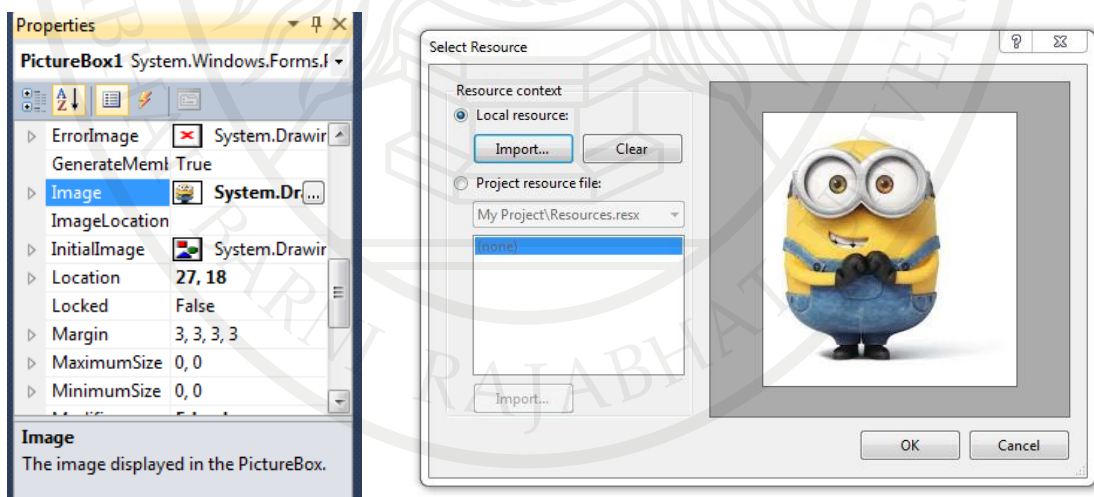 Properties
PictureBox1 System.Windows.Forms.F
A
Z
ErrorImage System.Drawir
GenerateMemb True
Image System.Dr ...
ImageLocation
InitialImage System.Drawir
Location 27, 18
Locked False
Margin 3, 3, 3, 3
MaximumSize 0, 0
MinimumSize 0, 0
Image
The image displayed in the PictureBox.
Select Resource
Resource context
Local resource:
Import... Clear
Project resource file:
My Project\Resources.resx
(none)
Import...
OK Cancel
RAJABHAT